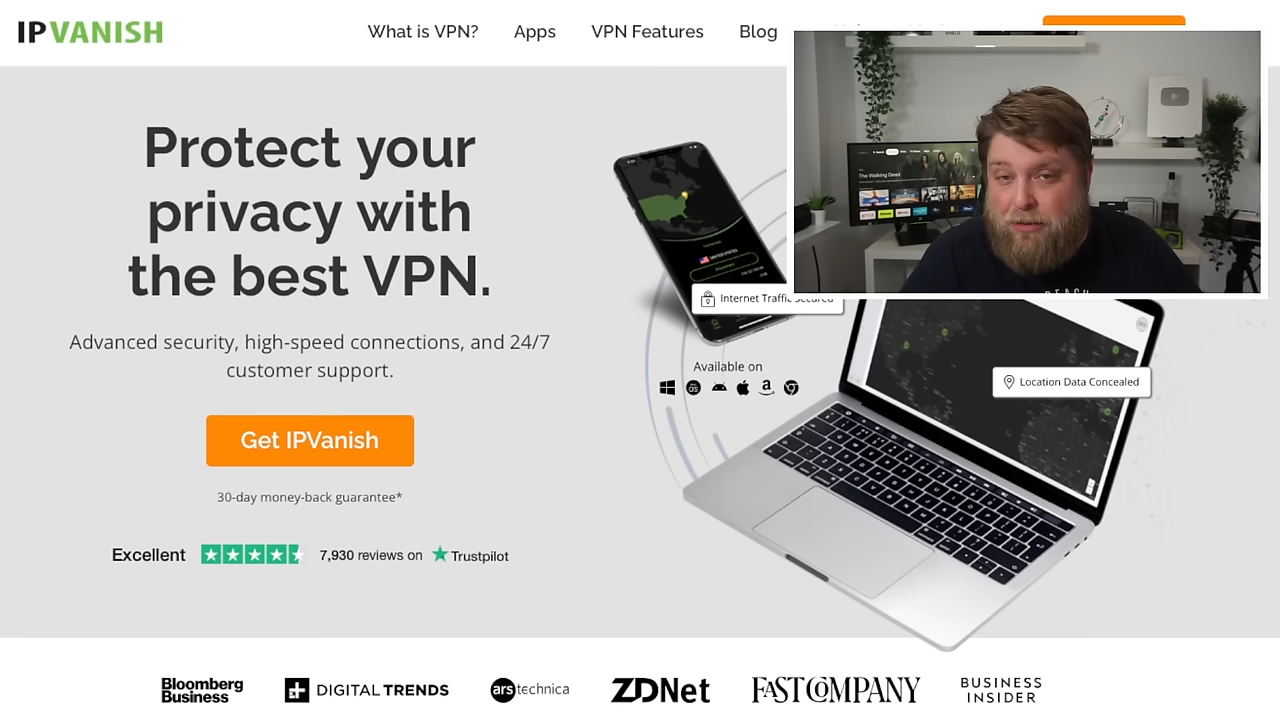 IPVANISH
What is VPN?
Apps
VPN Features
Blog
Protect your
privacy with
the best VPN.
Advanced security, high-speed connections, and 24/7
customer support.
Get IPVanish
30-day money-back guarantee*
Excellent
7,930 reviews on
Trustpilot
Internet Traffic Secured
Available on
Location Data Concealed
The Walking Dead
Bloomberg
Business
DIGITAL TRENDS
ars technica
ZDNet
FAST COMPANY
BUSINESS
INSIDER